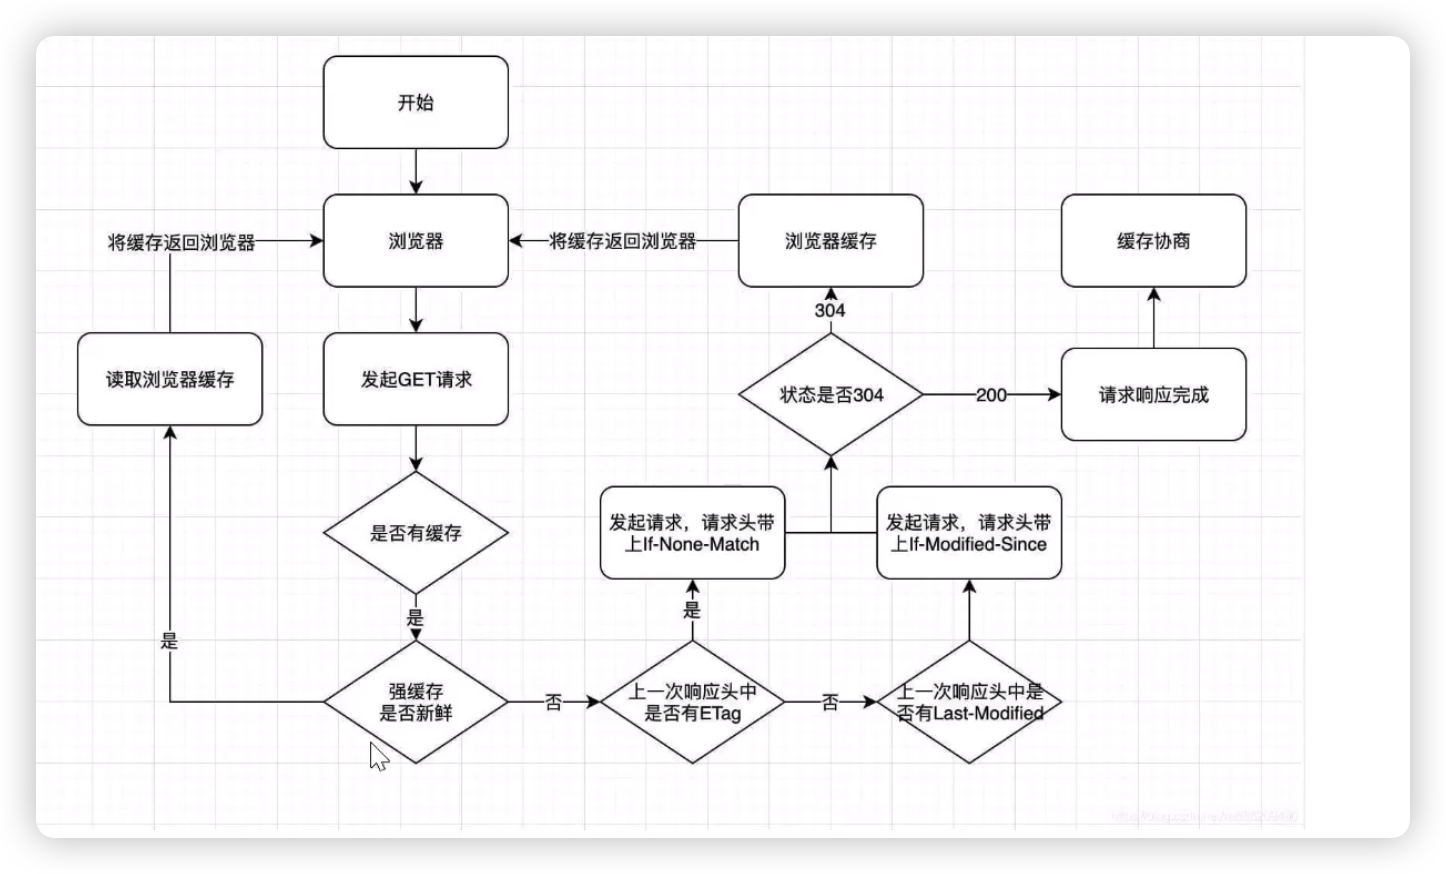 开始
将缓存返回浏览器
浏览器
将缓存返回浏览器
浏览器缓存
缓存协商
304
读取浏览器缓存
发起GET请求
状态是否304
200
请求响应完成
是否有缓存
发起请求，请求头带
上If-None-Match
发起请求，请求头带
上If-Modified-Since
是
是
是
强缓存
是否新鲜
否
上一次响应头中
是否有ETag
否
上一次响应头中是
否有Last-Modified